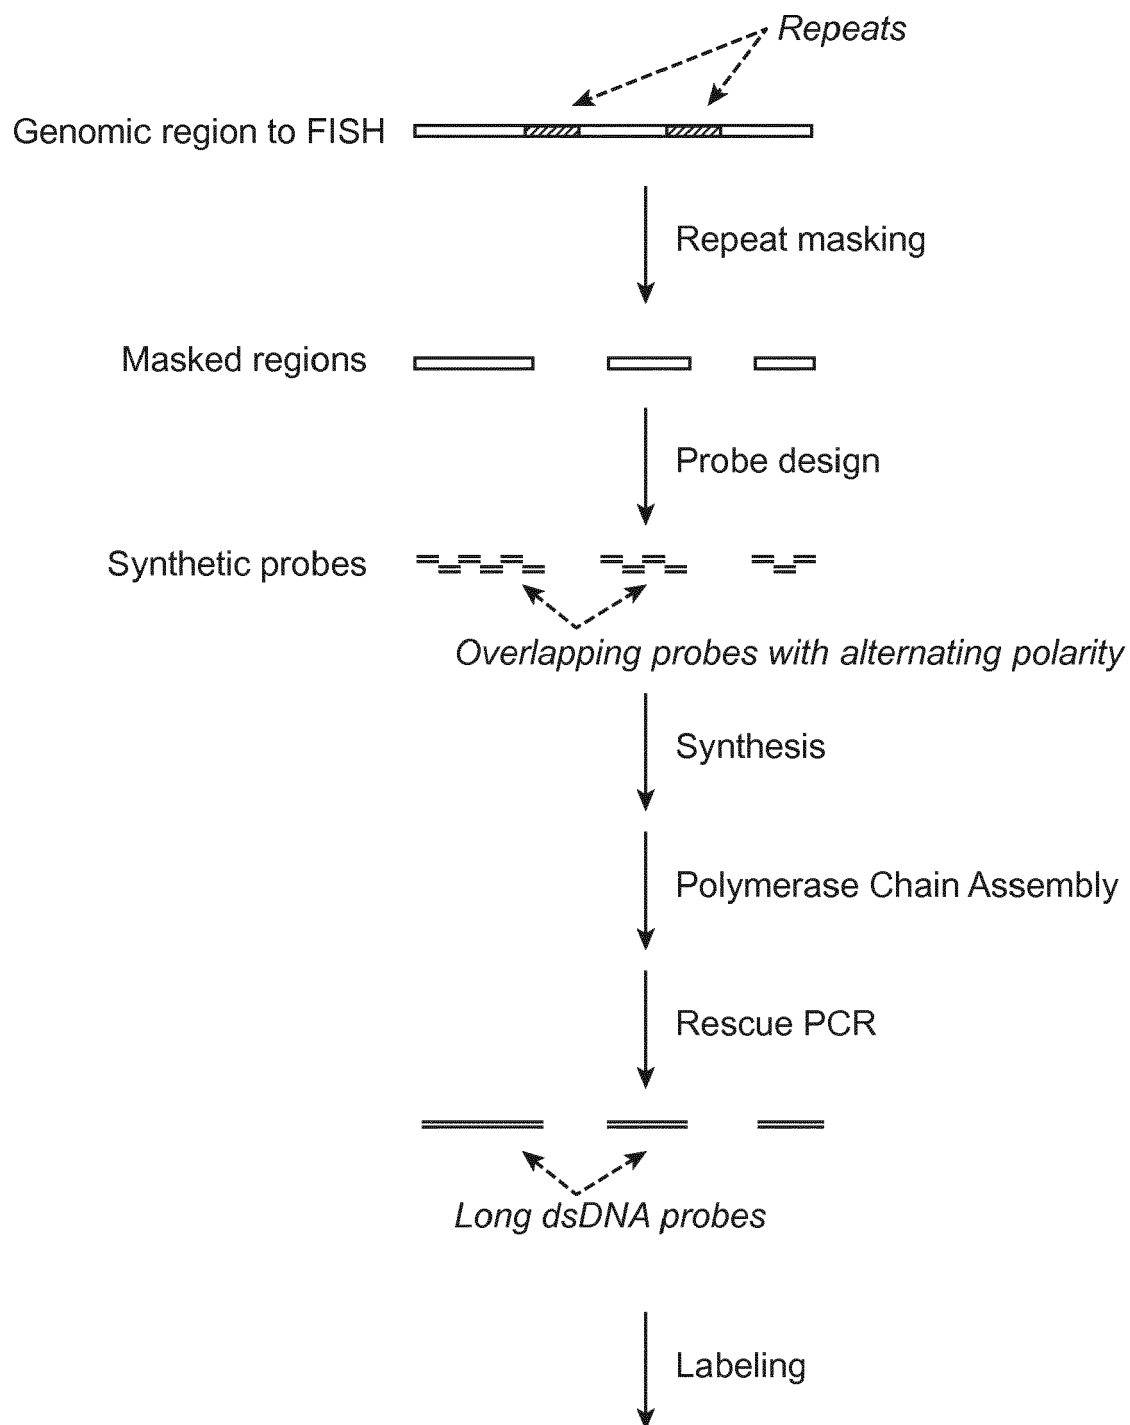 Repeats
Genomic region to FISH
Repeat masking
Masked regions
Probe design
Synthetic probes
Overlapping probes with alternating polarity
Synthesis
Polymerase Chain Assembly
Rescue PCR
Long dsDNA probes
Labeling